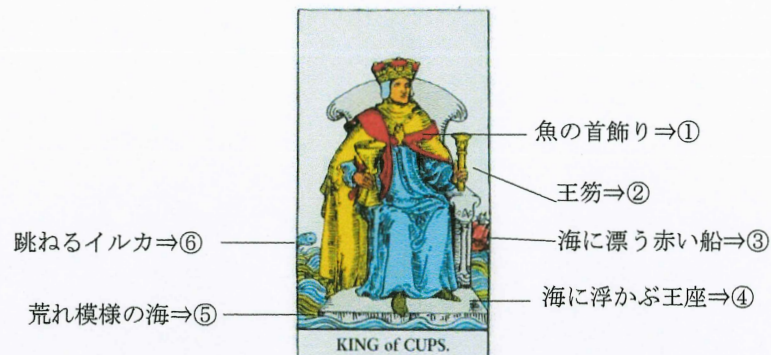 魚の首飾り⇒①
王笏⇒②
跳ねるイルカ⇒⑥
海に漂う赤い船⇒③
海に浮かぶ王座⇒④
荒れ模様の海⇒⑤
KING of CUPS.